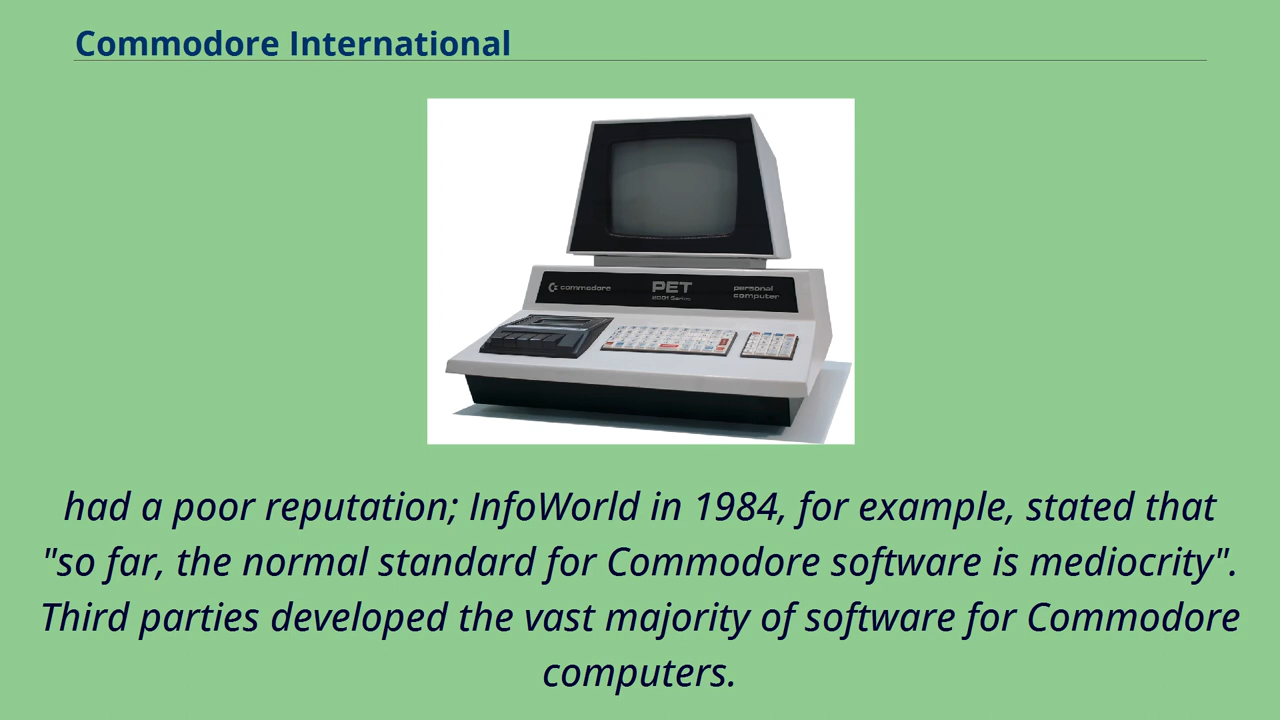 Commodore International
commodore
PET
2001 Series
personal
computer
had a poor reputation; InfoWorld in 1984, for example, stated that
"so far, the normal standard for Commodore software is mediocrity".
Third parties developed the vast majority of software for Commodore
computers.